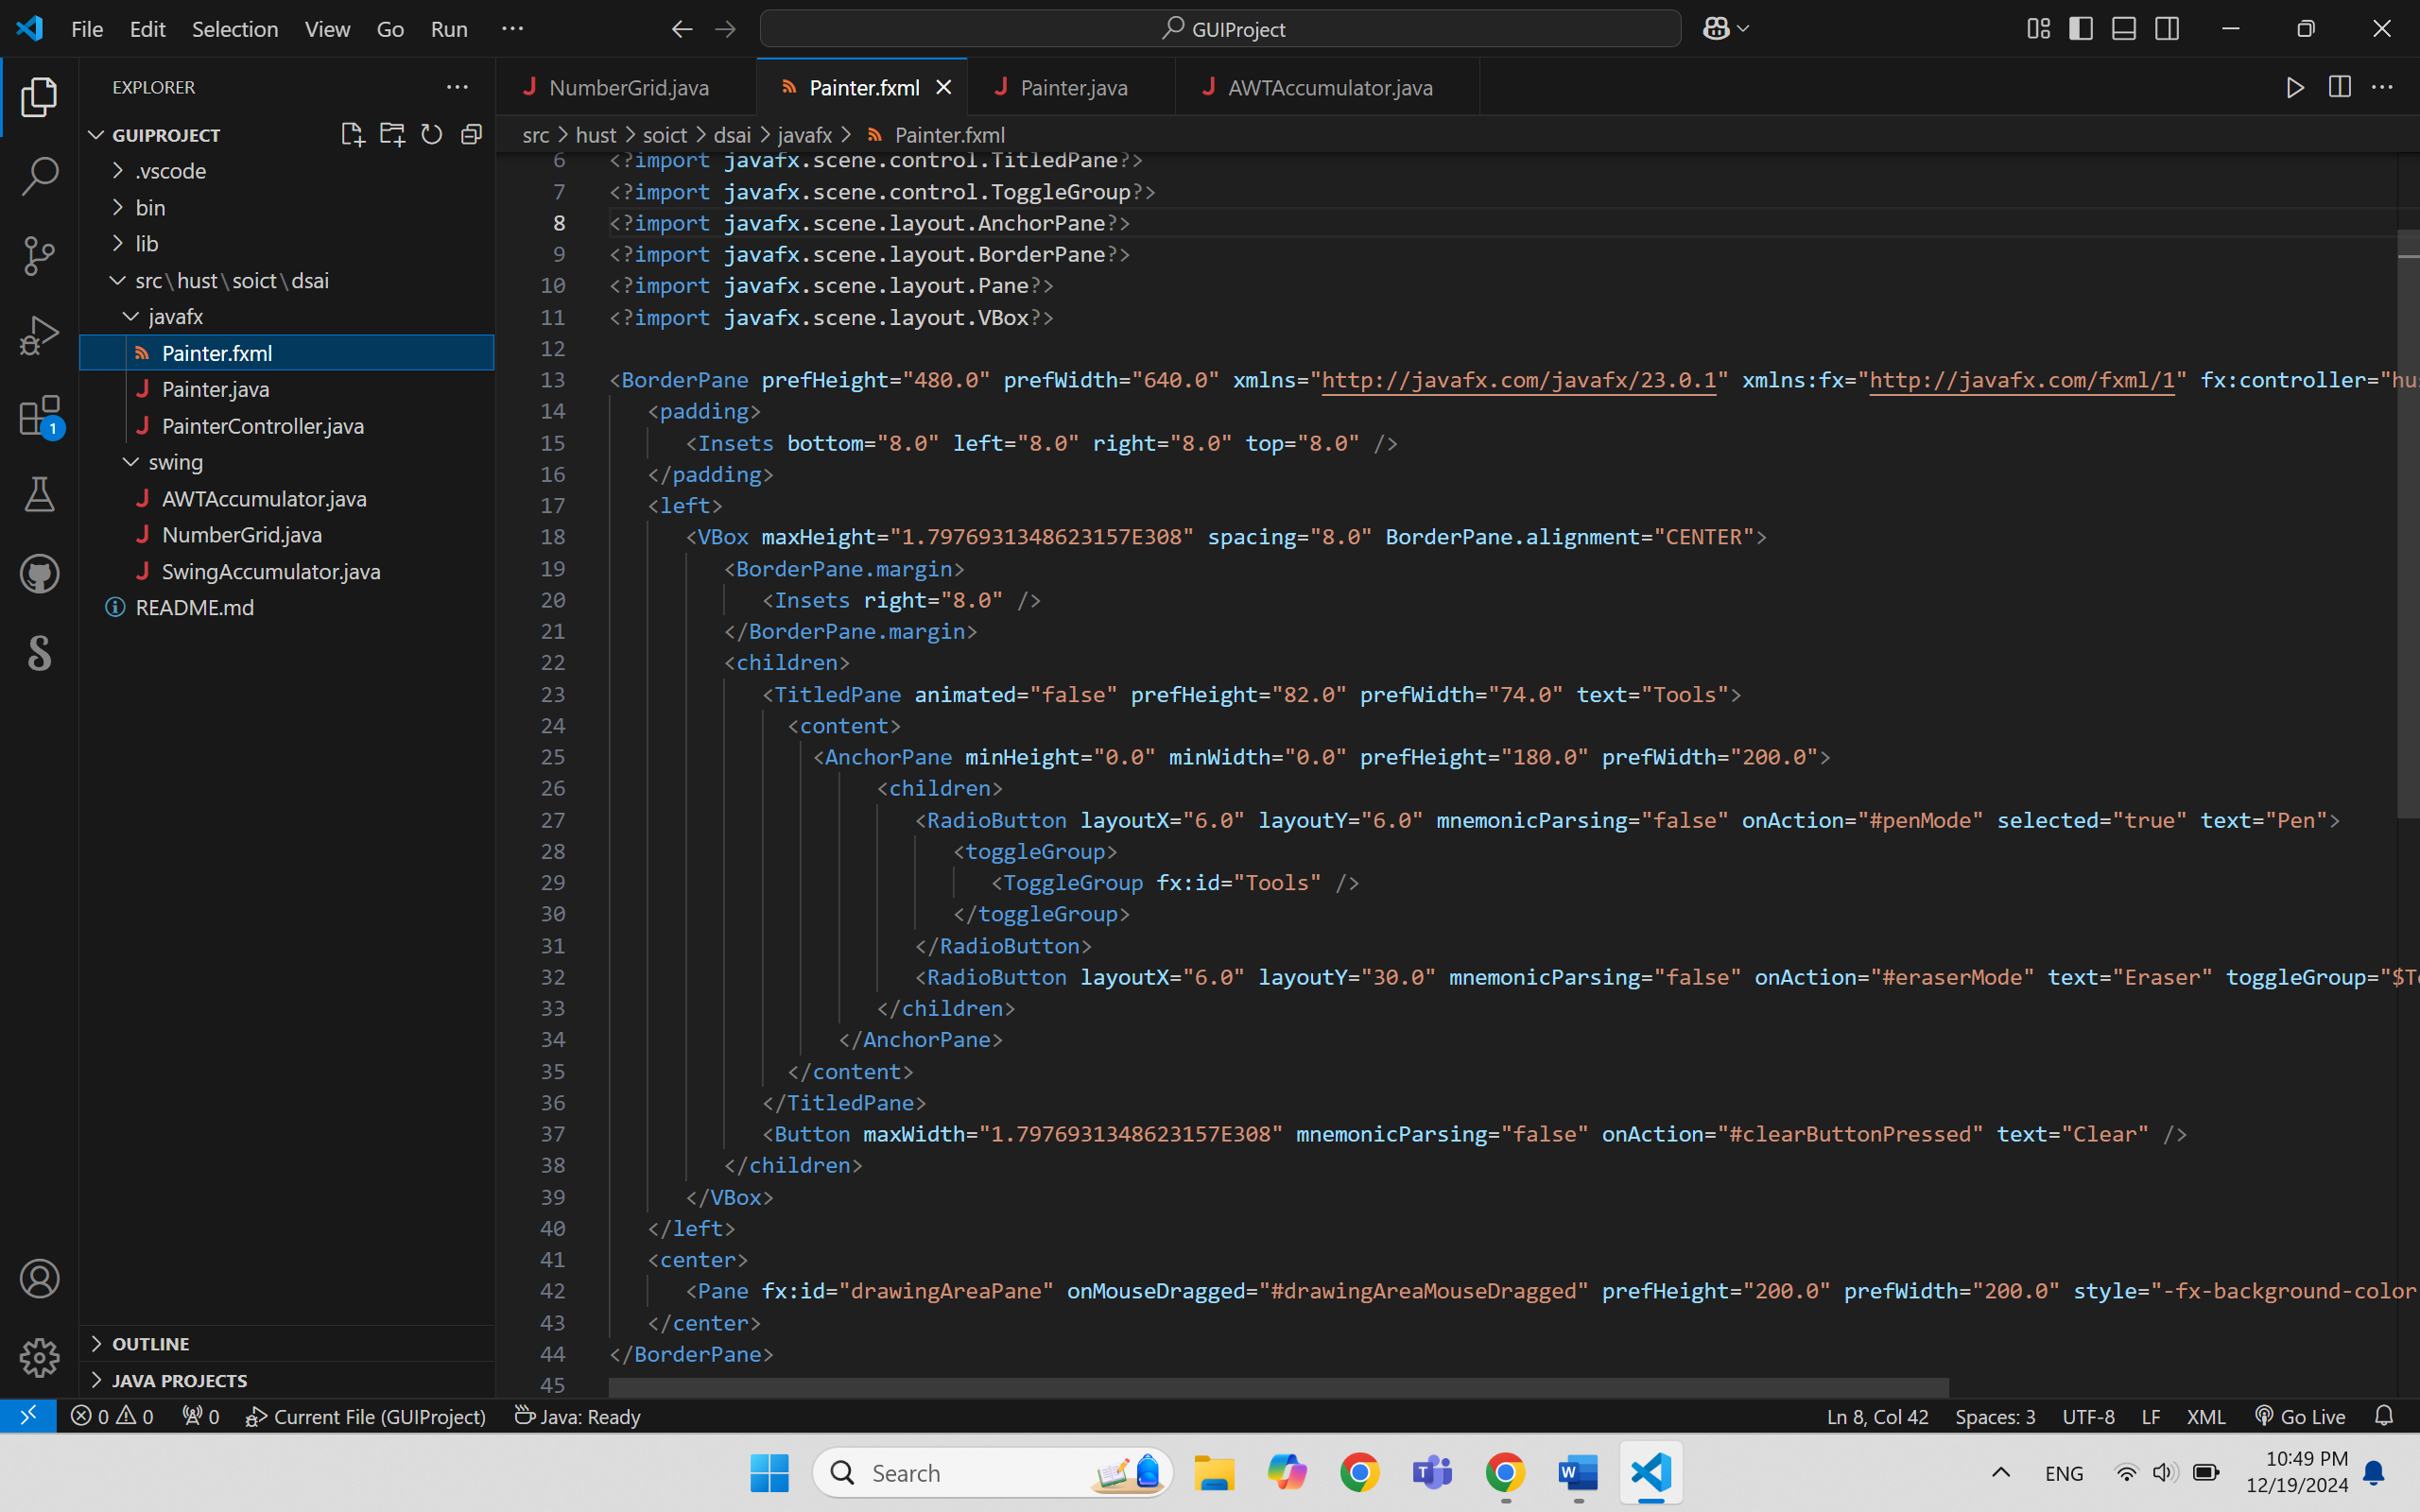 File Edit Selection View Go Run ··· GUIProject
EXPLORER
GUIPROJECT
.vscode
bin
lib
src\hust\soict\dsai
javafx
Painter.fxml
Painter.java
PainterController.java
swing
AWTAccumulator.java
NumberGrid.java
SwingAccumulator.java
README.md
1
OUTLINE
JAVA PROJECTS
NumberGrid.java Painter.fxml Painter.java AWTAccumulator.java
src > hust > soict > dsai > javafx > Painter.fxml
6 <?import javafx.scene.control.TitledPane?>
7 <?import javafx.scene.control.ToggleGroup?>
8 <?import javafx.scene.layout.AnchorPane?>
9 <?import javafx.scene.layout.BorderPane?>
10 <?import javafx.scene.layout.Pane?>
11 <?import javafx.scene.layout.VBox?>
12
13 <BorderPane prefHeight="480.0" prefWidth="640.0" xmlns="http://javafx.com/javafx/23.0.1" xmlns:fx="http://javafx.com/fxml/1" fx:controller="hus
14 <padding>
15 <Insets bottom="8.0" left="8.0" right="8.0" top="8.0" />
16 </padding>
17 <left>
18 <VBox maxHeight="1.7976931348623157E308" spacing="8.0" BorderPane.alignment="CENTER">
19 <BorderPane.margin>
20 <Insets right="8.0" />
21 </BorderPane.margin>
22 <children>
23 <TitledPane animated="false" prefHeight="82.0" prefWidth="74.0" text="Tools">
24 <content>
25 <AnchorPane minHeight="0.0" minWidth="0.0" prefHeight="180.0" prefWidth="200.0">
26 <children>
27 <RadioButton layoutX="6.0" layoutY="6.0" mnemonicParsing="false" onAction="#penMode" selected="true" text="Pen">
28 <toggleGroup>
29 <ToggleGroup fx:id="Tools" />
30 </toggleGroup>
31 </RadioButton>
32 <RadioButton layoutX="6.0" layoutY="30.0" mnemonicParsing="false" onAction="#eraserMode" text="Eraser" toggleGroup="$To
33 </children>
34 </AnchorPane>
35 </content>
36 </TitledPane>
37 <Button maxWidth="1.7976931348623157E308" mnemonicParsing="false" onAction="#clearButtonPressed" text="Clear" />
38 </children>
39 </VBox>
40 </left>
41 <center>
42 <Pane fx:id="drawingAreaPane" onMouseDragged="#drawingAreaMouseDragged" prefHeight="200.0" prefWidth="200.0" style="-fx-background-color
43 </center>
44 </BorderPane>
45
0 0 0 Current File (GUIProject) Java: Ready Ln 8, Col 42 Spaces: 3 UTF-8 LF XML Go Live
Search ENG 10:49 PM
12/19/2024